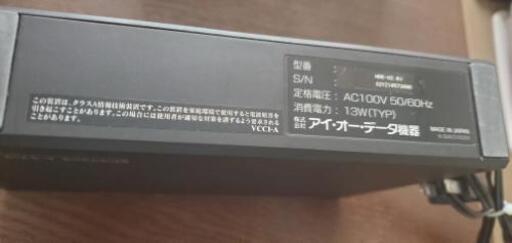 この装置は、クラスA情報技術装置です。この装置を家庭環境で使用すると電波妨害を
引き起こすことがあります。この場合には使用者が適切な対策を講ずるよう要求される
ことがあります。
VCCI-A
型番
S/N
定格電圧：AC100V 50/60Hz
消費電力：13W(TYP)
株式会社 アイ・オー・データ機器
MADE IN JAPAN